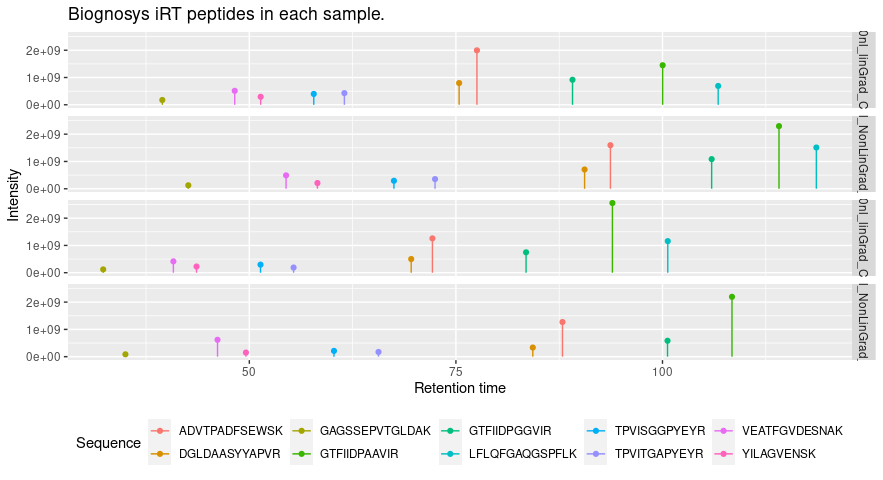 Biognosys iRT peptides in each sample.
2e+09
1e+09
0e+00
0nl_linGrad_C
2e+09
1e+09
0e+00
l_NonLinGrad_
2e+09
1e+09
0e+00
0nl_linGrad_C
2e+09
1e+09
0e+00
l_NonLinGrad_
Intensity
50 75 100
Retention time
Sequence
ADVTPADFSEWSK GAGSSEPVTGLDAK GTFIIDPGGVIR TPVISGGPYEYR VEATFGVDESNAK
DGLDAASYYAPVR GTFIIDPAAVIR LFLQFGAQGSPFLK TPVITGAPYEYR YILAGVENSK